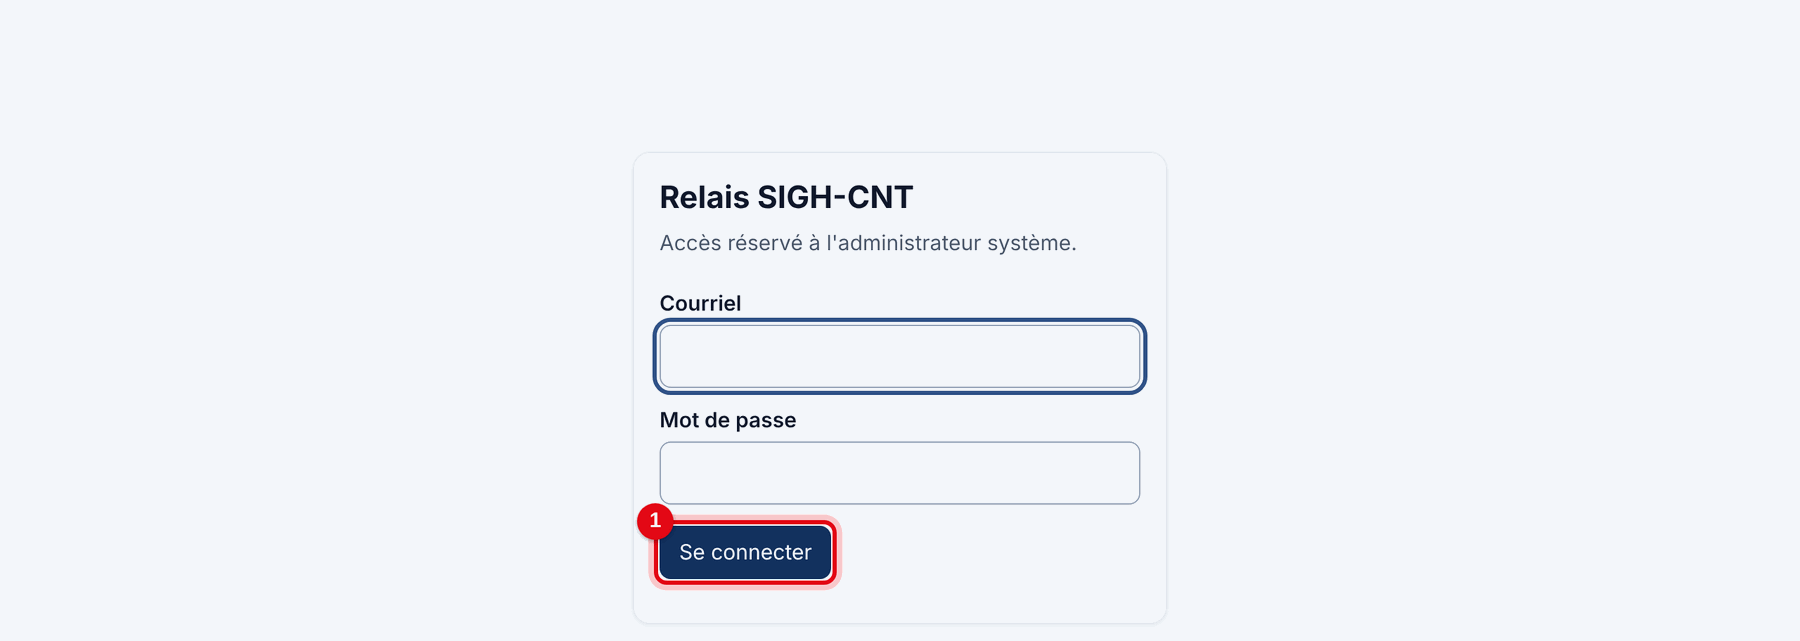 Relais SIGH-CNT
Accès réservé à l'administrateur système.
Courriel
Mot de passe
1
Se connecter